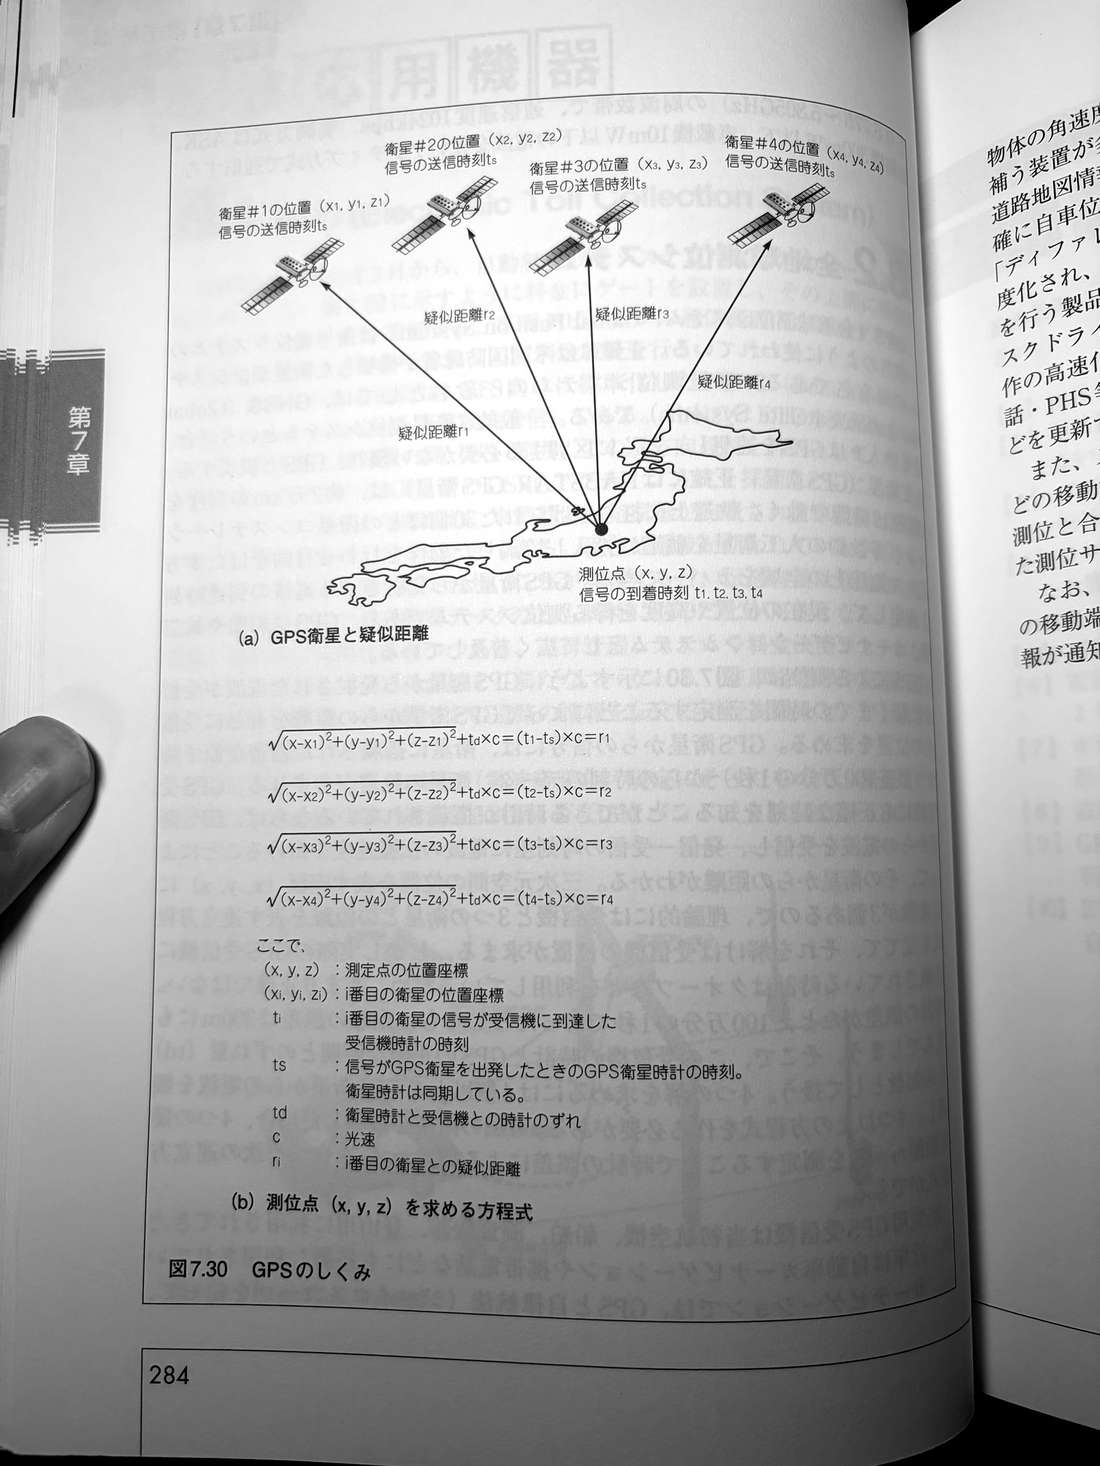 衛星#2の位置（x2, y2, z2）
信号の送信時刻ts
衛星#4の位置（x4, y4, z4）
信号の送信時刻ts
衛星#3の位置（x3, y3, z3）
信号の送信時刻ts
衛星#1の位置（x1, y1, z1）
信号の送信時刻ts
疑似距離r2
疑似距離r3
疑似距離r4
疑似距離r1
測位点（x, y, z）
信号の到着時刻 t1, t2, t3, t4
(a) GPS衛星と疑似距離
√(x-x1)²+(y-y1)²+(z-z1)²+td×c=(t1-ts)×c=r1
√(x-x2)²+(y-y2)²+(z-z2)²+td×c=(t2-ts)×c=r2
√(x-x3)²+(y-y3)²+(z-z3)²+td×c=(t3-ts)×c=r3
√(x-x4)²+(y-y4)²+(z-z4)²+td×c=(t4-ts)×c=r4
ここで、
(x, y, z) ：測定点の位置座標
(xi, yi, zi)：i番目の衛星の位置座標
ti ：i番目の衛星の信号が受信機に到達した
受信機時計の時刻
ts ：信号がGPS衛星を出発したときのGPS衛星時計の時刻。
衛星時計は同期している。
td ：衛星時計と受信機との時計のずれ
c ：光速
ri ：i番目の衛星との疑似距離
(b) 測位点（x, y, z）を求める方程式
図7.30 GPSのしくみ
284
第7章
物体の角速度
補う装置が
道路地図情
確に自車位
「ディファレ
度化され、
を行う製品
スクドライ
作の高速化
話・PHS
どを更新
また、
どの移動
測位と合
た測位サ
なお、
の移動端
報が通知